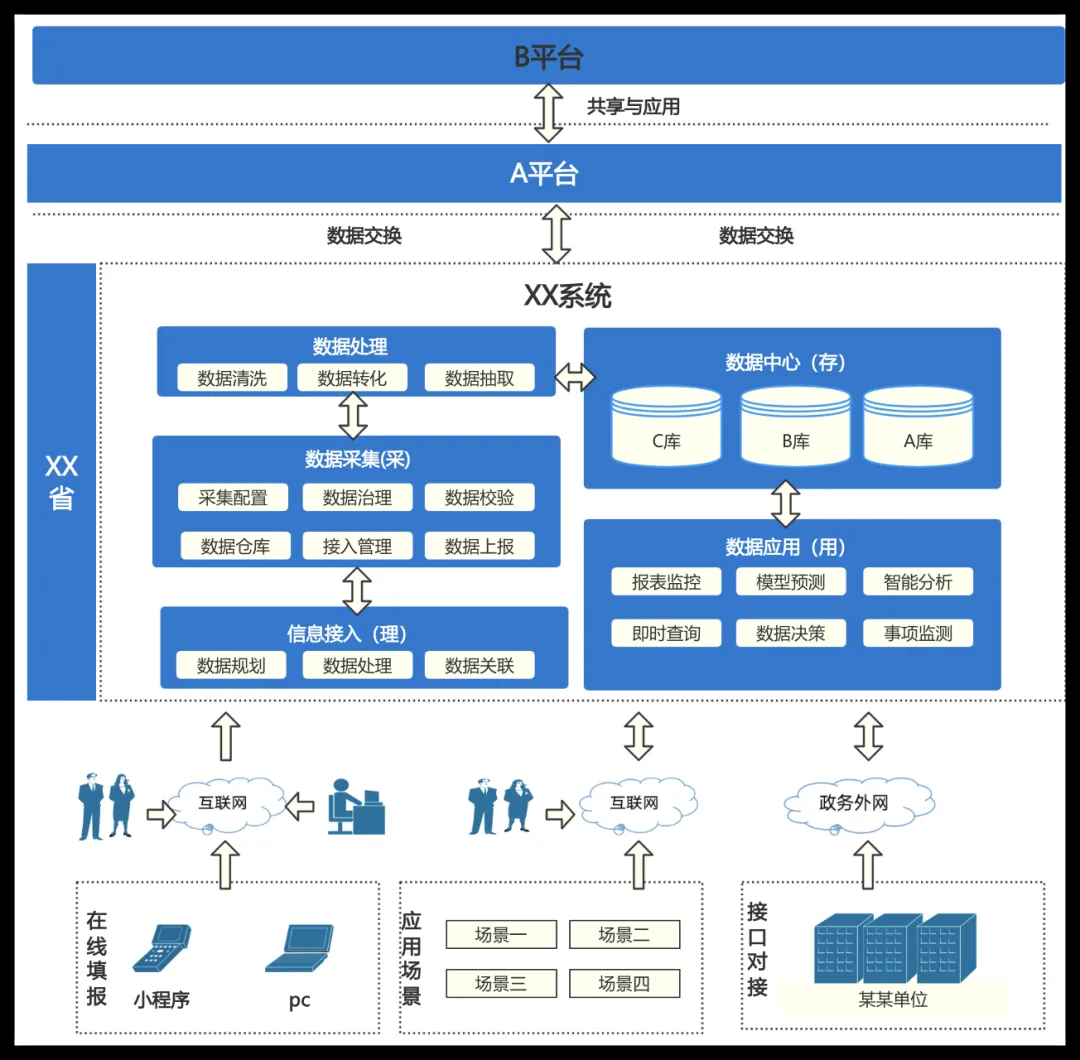 B平台
共享与应用
A平台
数据交换
数据交换
XX
省
XX系统
数据处理
数据清洗
数据转化
数据抽取
数据采集(采)
采集配置
数据治理
数据校验
数据仓库
接入管理
数据上报
信息接入（理）
数据规划
数据处理
数据关联
数据中心（存）
C库
B库
A库
数据应用（用）
报表监控
模型预测
智能分析
即时查询
数据决策
事项监测
互联网
互联网
政务外网
在线填报
小程序
pc
应用场景
场景一
场景二
场景三
场景四
接口对接
某某单位